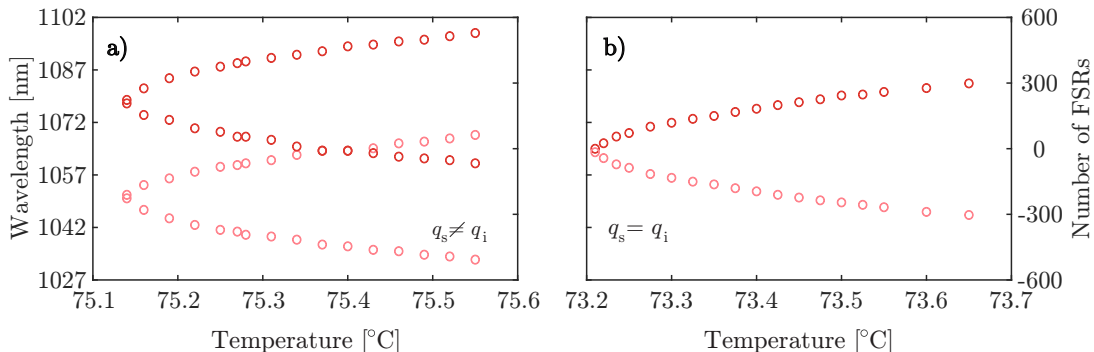 a)
Wavelength [nm]
1102
1087
1072
1057
1042
1027
q_s ≠ q_i
75.1 75.2 75.3 75.4 75.5 75.6
Temperature [°C]
b)
q_s = q_i
73.2 73.3 73.4 73.5 73.6 73.7
Temperature [°C]
600
300
0
-300
-600
Number of FSRs